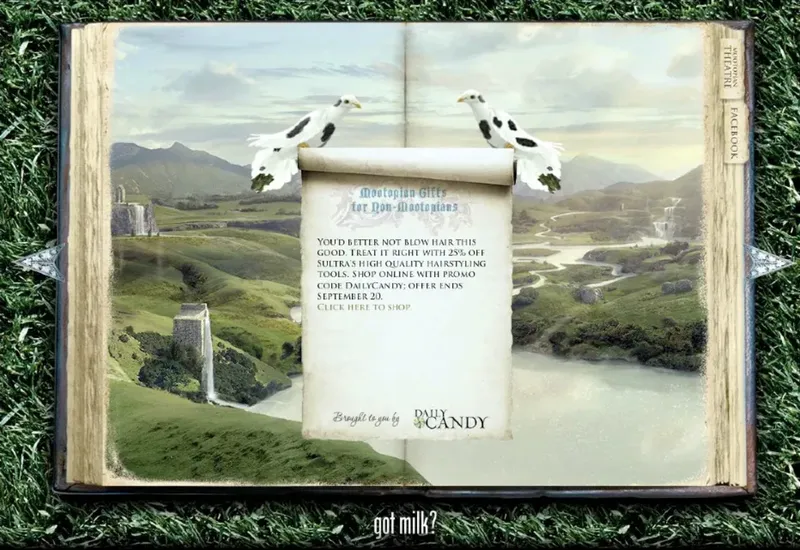 MOOTOPIAN
THEATRE
FACEBOOK
Mootopian Gifts
for Non-Mootopians
You'd better not blow hair this
good. Treat it right with 25% off
Sultra's high quality hairstyling
tools. Shop online with promo
code DailyCandy; offer ends
September 20.
Click here to shop
Brought to you by
DAILY
CANDY
got milk?